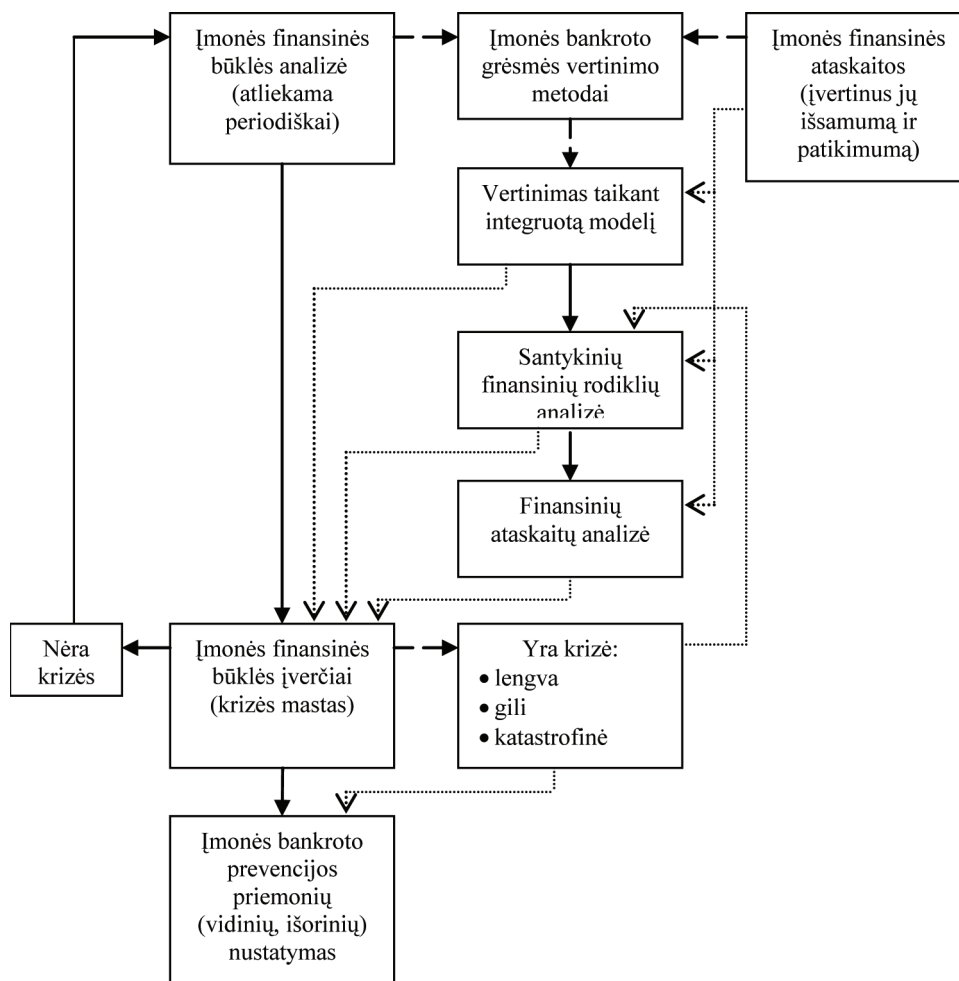 Įmonės finansinės
būklės analizė
(atliekama
periodiškai)
Įmonės bankroto
grėsmės vertinimo
metodai
Įmonės finansinės
ataskaitos
(įvertinus jų
išsamumą ir
patikimumą)
Vertinimas taikant
integruotą modelį
Santykinių
finansinių rodiklių
analizė
Finansinių
ataskaitų analizė
Nėra
krizės
Įmonės finansinės
būklės įverčiai
(krizės mastas)
Yra krizė:
• lengva
• gili
• katastrofinė
Įmonės bankroto
prevencijos
priemonių
(vidinių, išorinių)
nustatymas